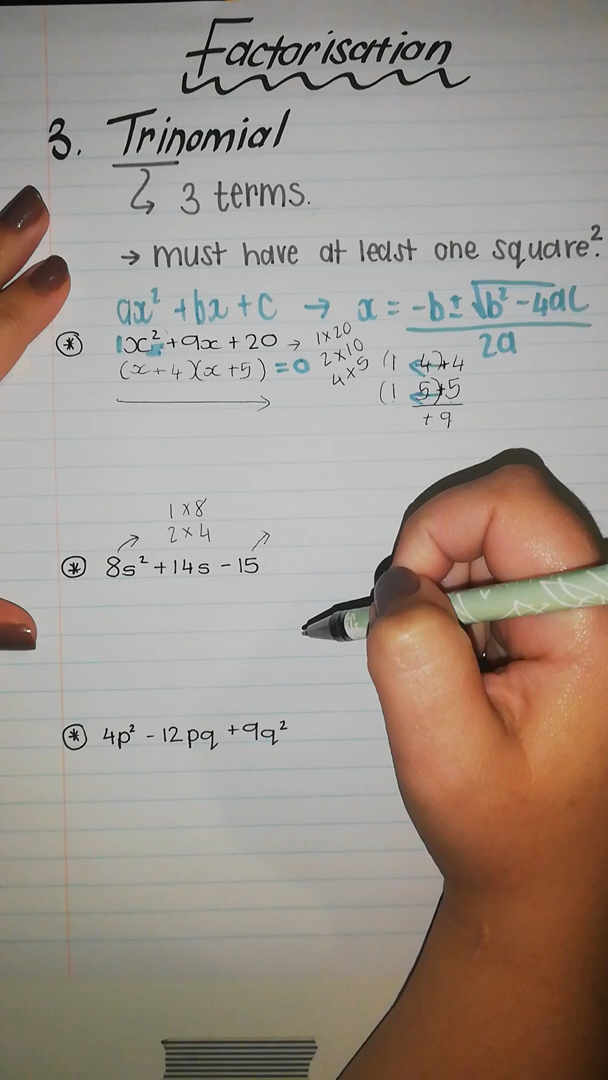 Factorisation
3. Trinomial
↳ 3 terms.
→ must have at least one square².
ax² + bx + c → x = -b ± √b² - 4ac
2a
* 1x² + 9x + 20 → 1x20
2x10
4x5
(x+4)(x+5) = 0
(1 4)+4
(1 5)+5
+9
1x8
2x4
* 8s² + 14s - 15
* 4p² - 12pq + 9q²